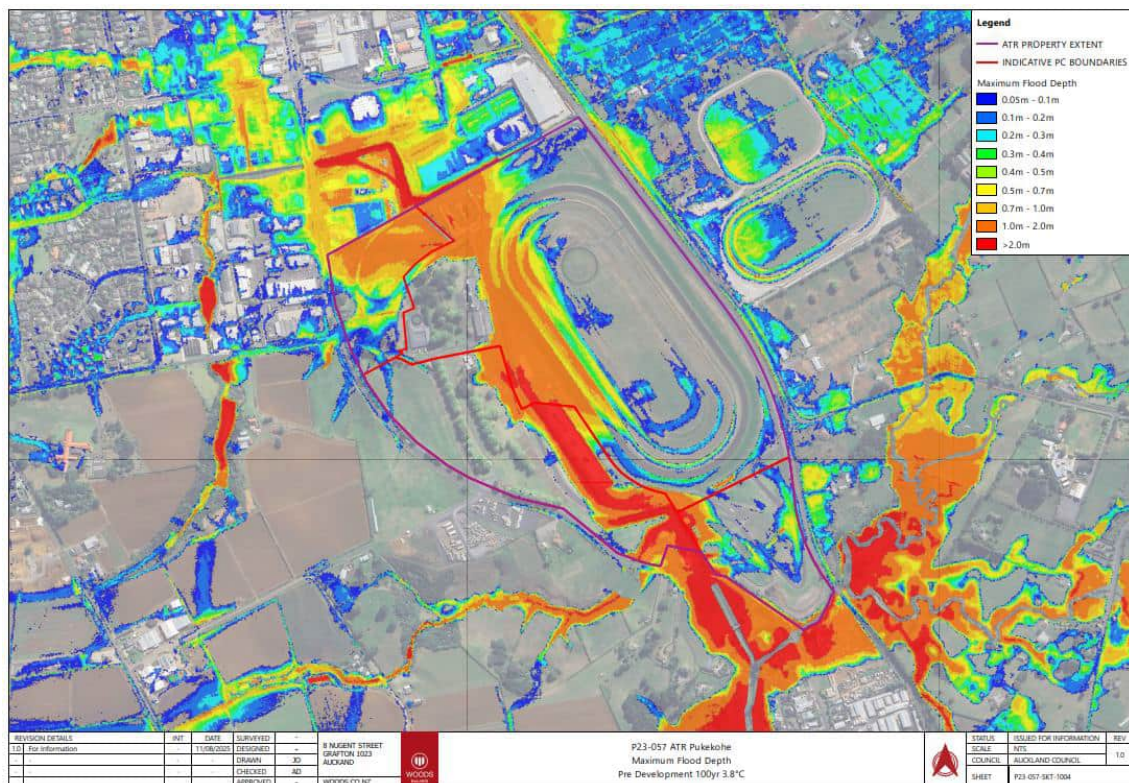 Legend
ATR PROPERTY EXTENT
INDICATIVE PC BOUNDARIES
Maximum Flood Depth
0.05m - 0.1m
0.1m - 0.2m
0.2m - 0.3m
0.3m - 0.4m
0.4m - 0.5m
0.5m - 0.7m
0.7m - 1.0m
1.0m - 2.0m
>2.0m
REVISION DETAILS INT DATE
1.0 For Information - 11/08/2025
SURVEYED -
DESIGNED -
DRAWN JO
CHECKED AD
APPROVED -
8 NUGENT STREET
GRAFTON 1023
AUCKAND
WOODS.CO.NZ
WOODS
P23-057 ATR Pukekohe
Maximum Flood Depth
Pre Development 100yr 3.8°C
STATUS ISSUED FOR INFORMATION REV
SCALE NTS 1.0
COUNCIL AUCKLAND COUNCIL
SHEET P23-057-SKT-1004